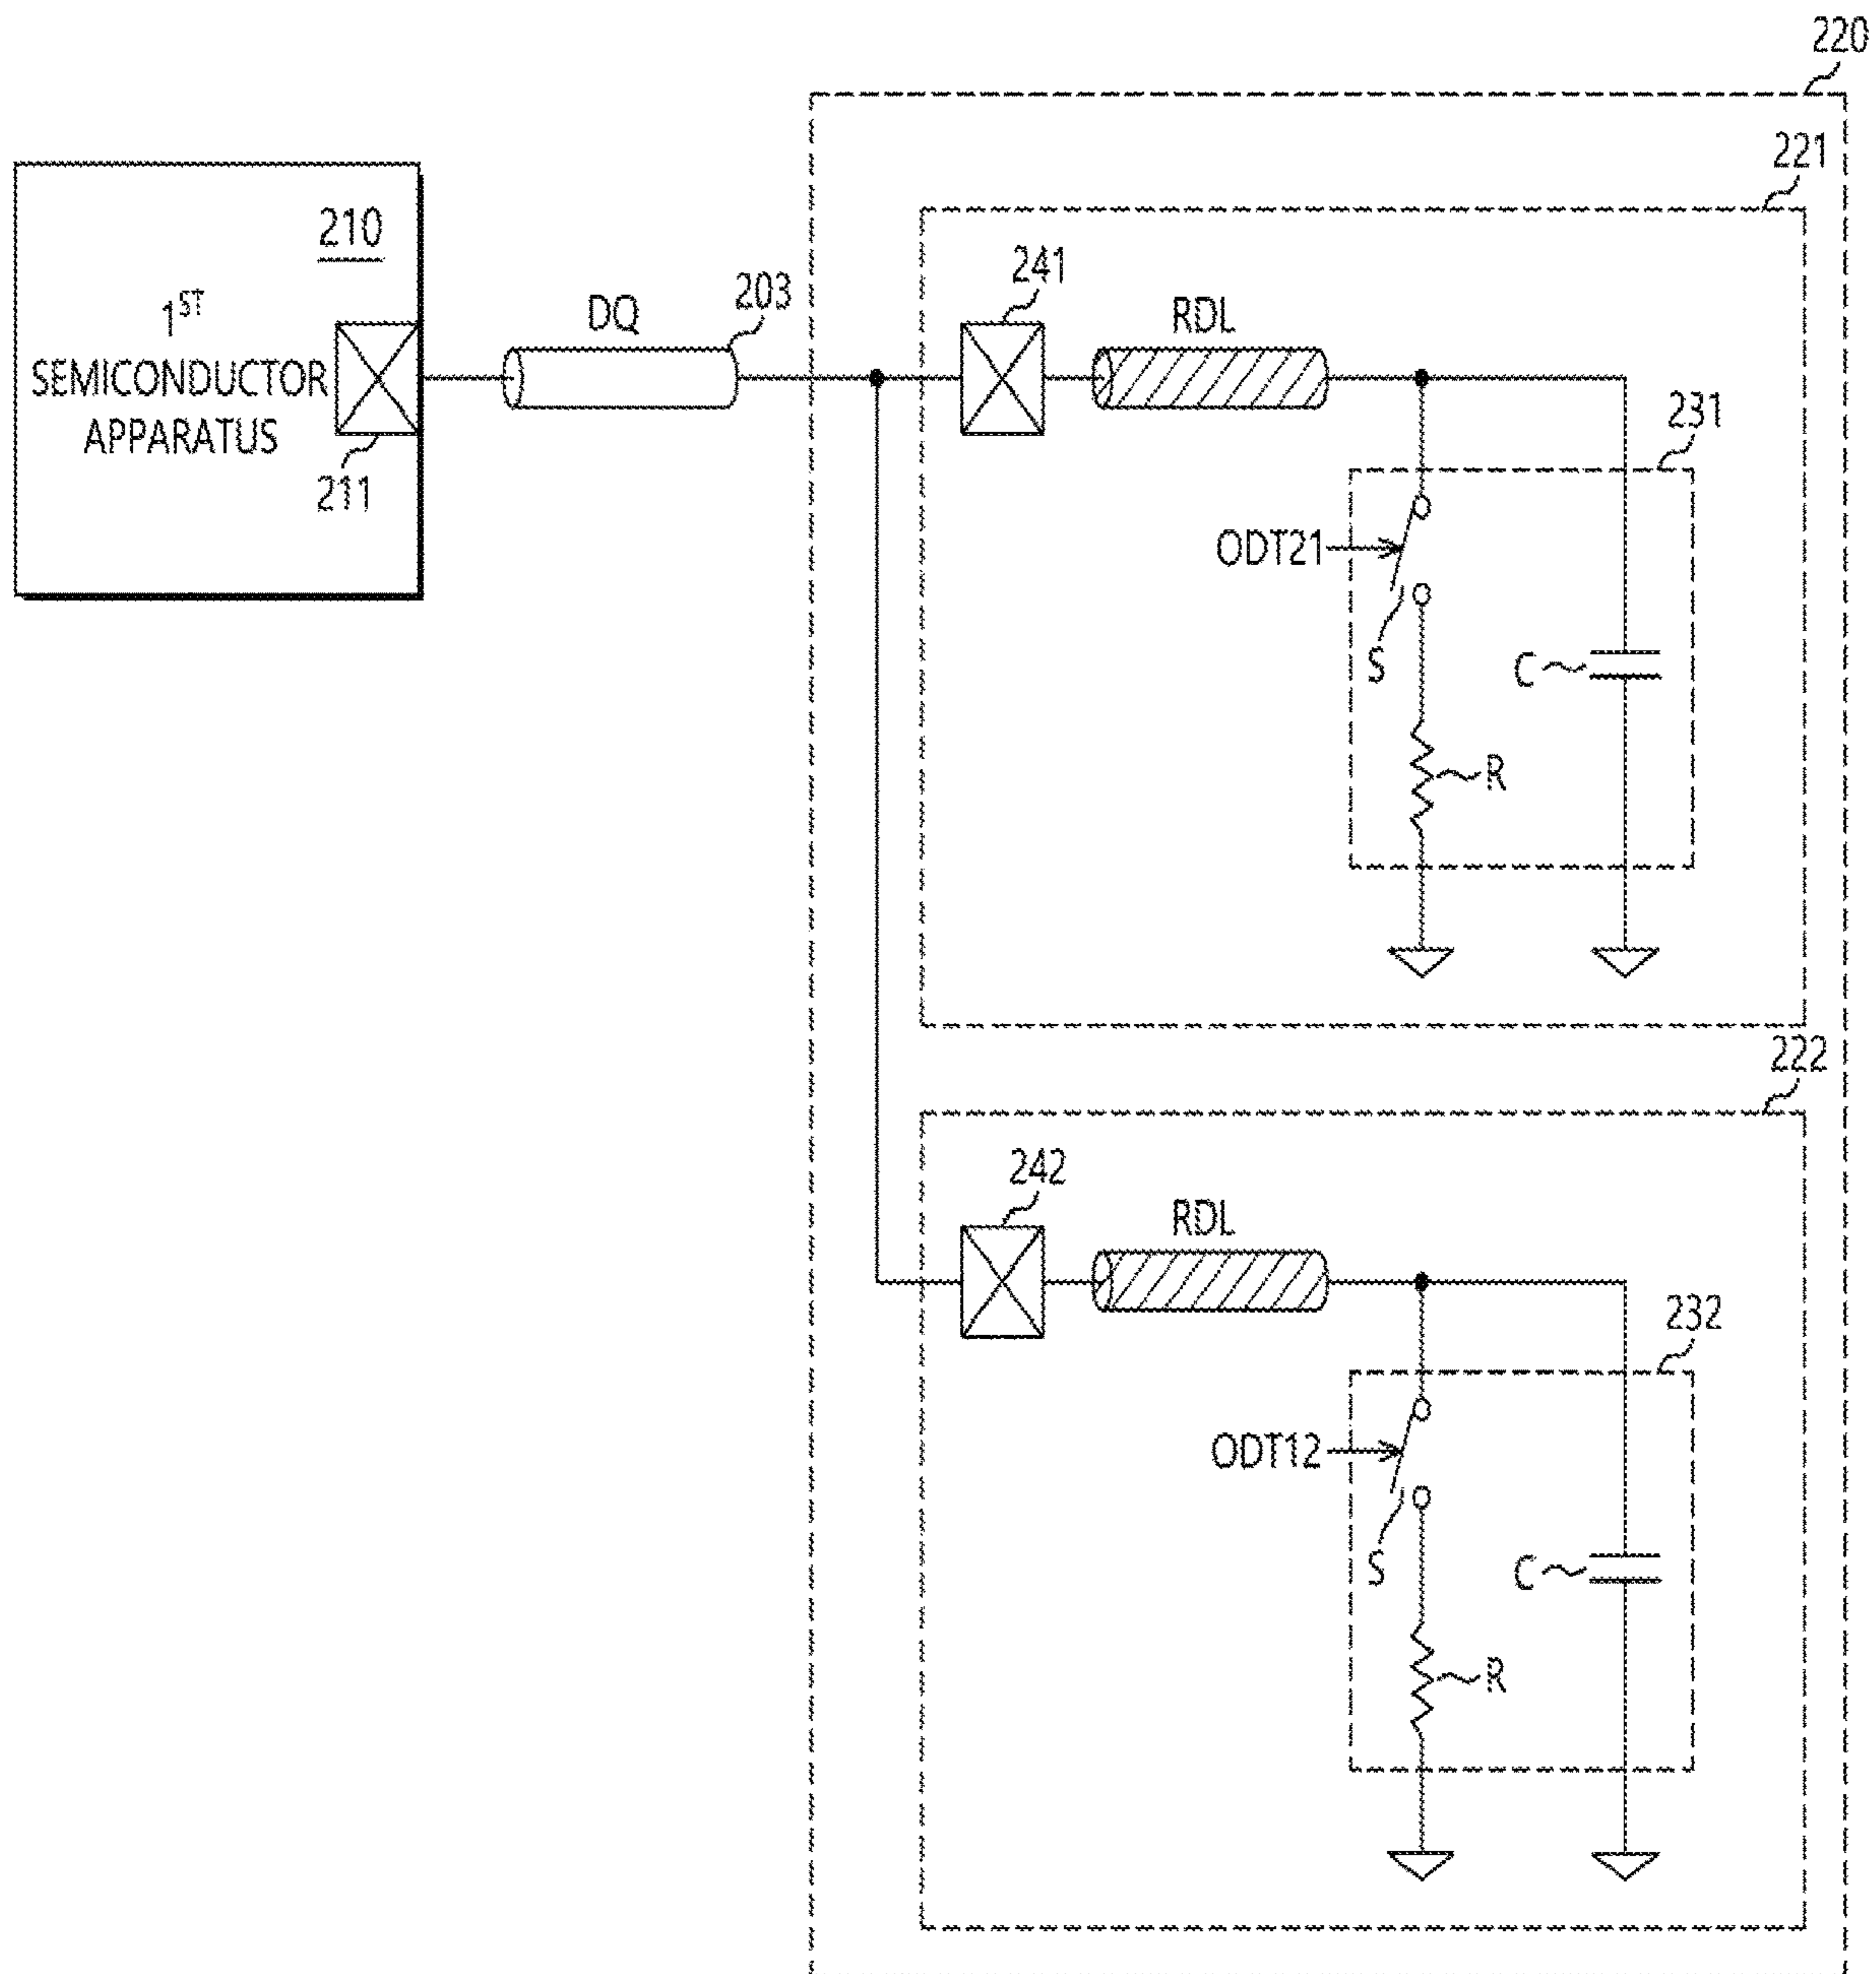 220
221
210
1ST
SEMICONDUCTOR
APPARATUS
211
DQ
203
241
RDL
231
ODT21
S
C
R
222
242
RDL
232
ODT12
S
C
R